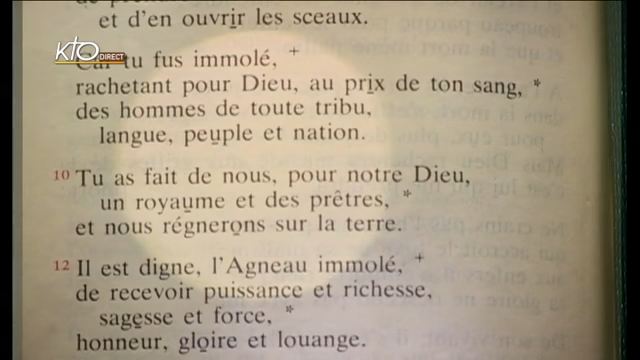 et d'en ouvrir les sceaux.
KTO DIRECT
Car tu fus immolé, +
rachetant pour Dieu, au prix de ton sang, *
des hommes de toute tribu,
langue, peuple et nation.
10 Tu as fait de nous, pour notre Dieu,
un royaume et des prêtres, *
et nous régnerons sur la terre.
12 Il est digne, l'Agneau immolé, +
de recevoir puissance et richesse,
sagesse et force, *
honneur, gloire et louange.